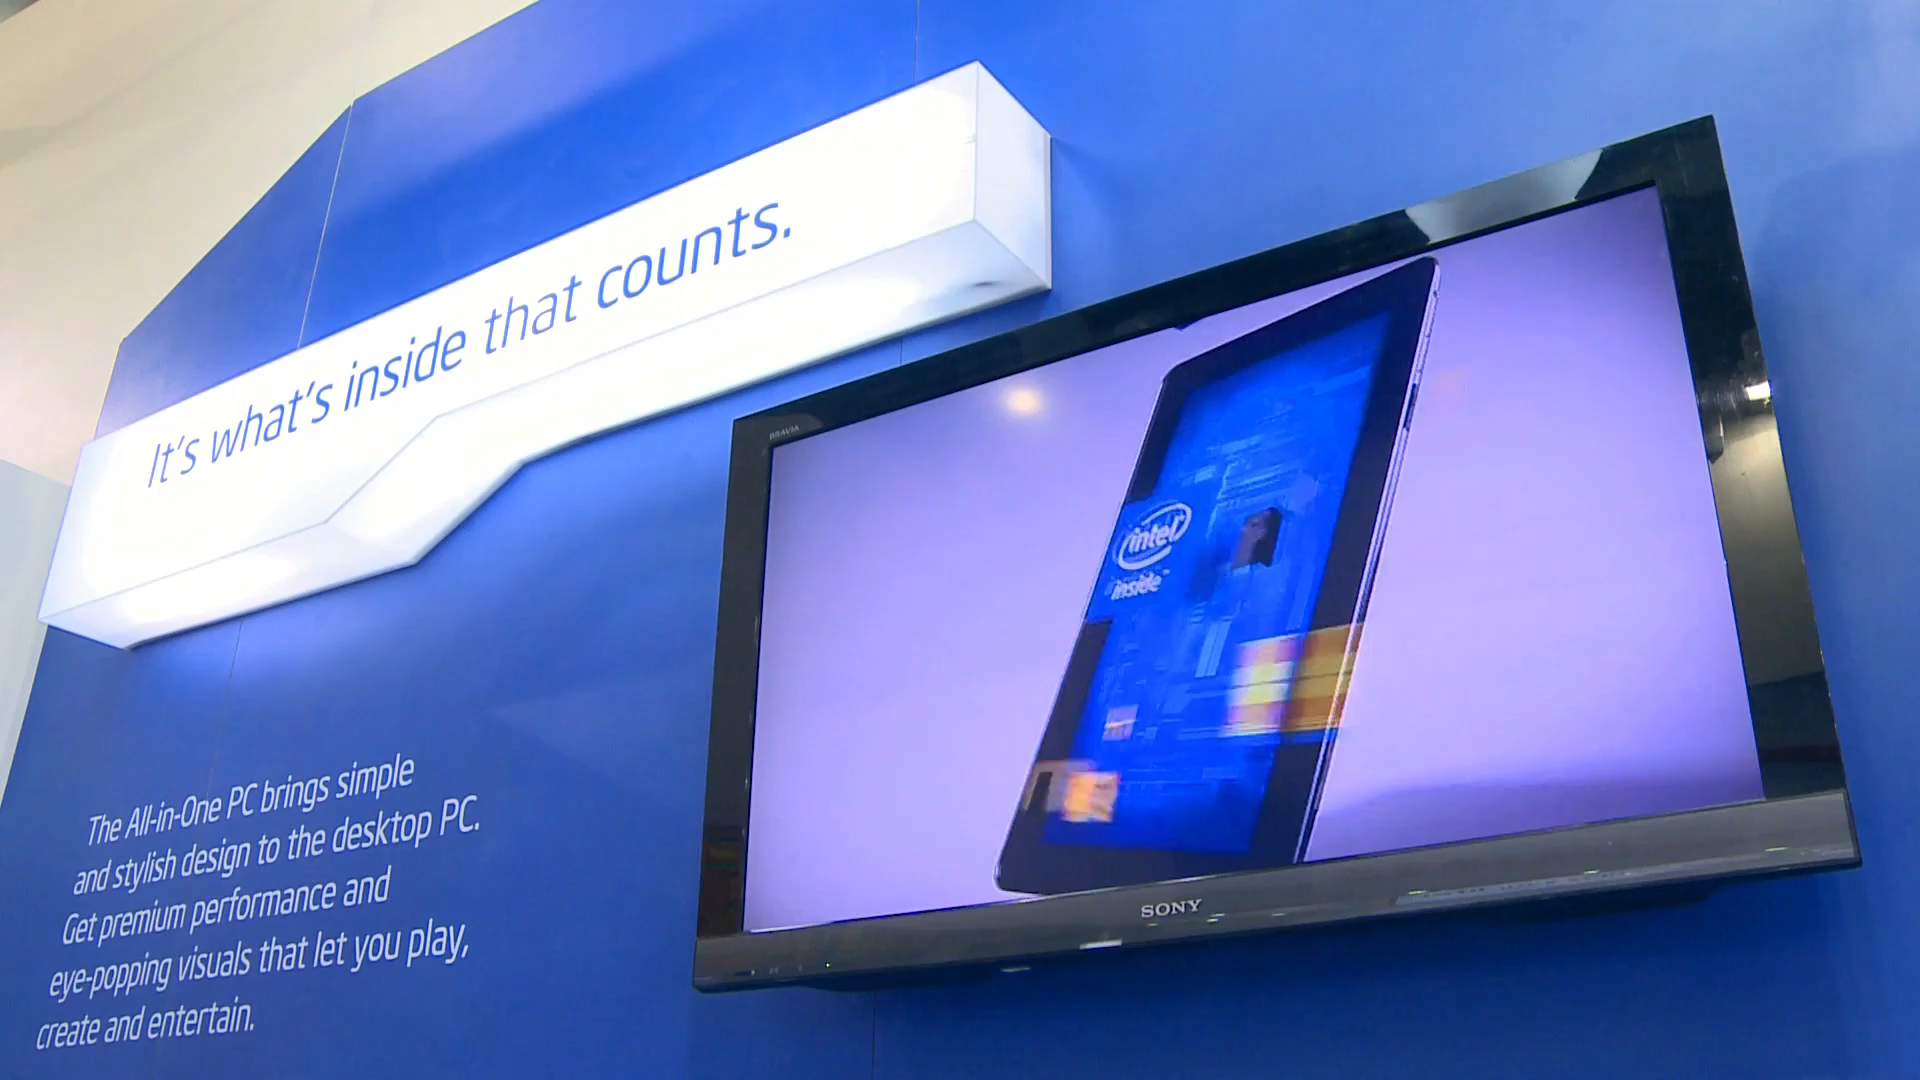 It's what's inside that counts.
BRAVIA
intel
inside™
SONY
The All-in-One PC brings simple
and stylish design to the desktop PC.
Get premium performance and
eye-popping visuals that let you play,
create and entertain.